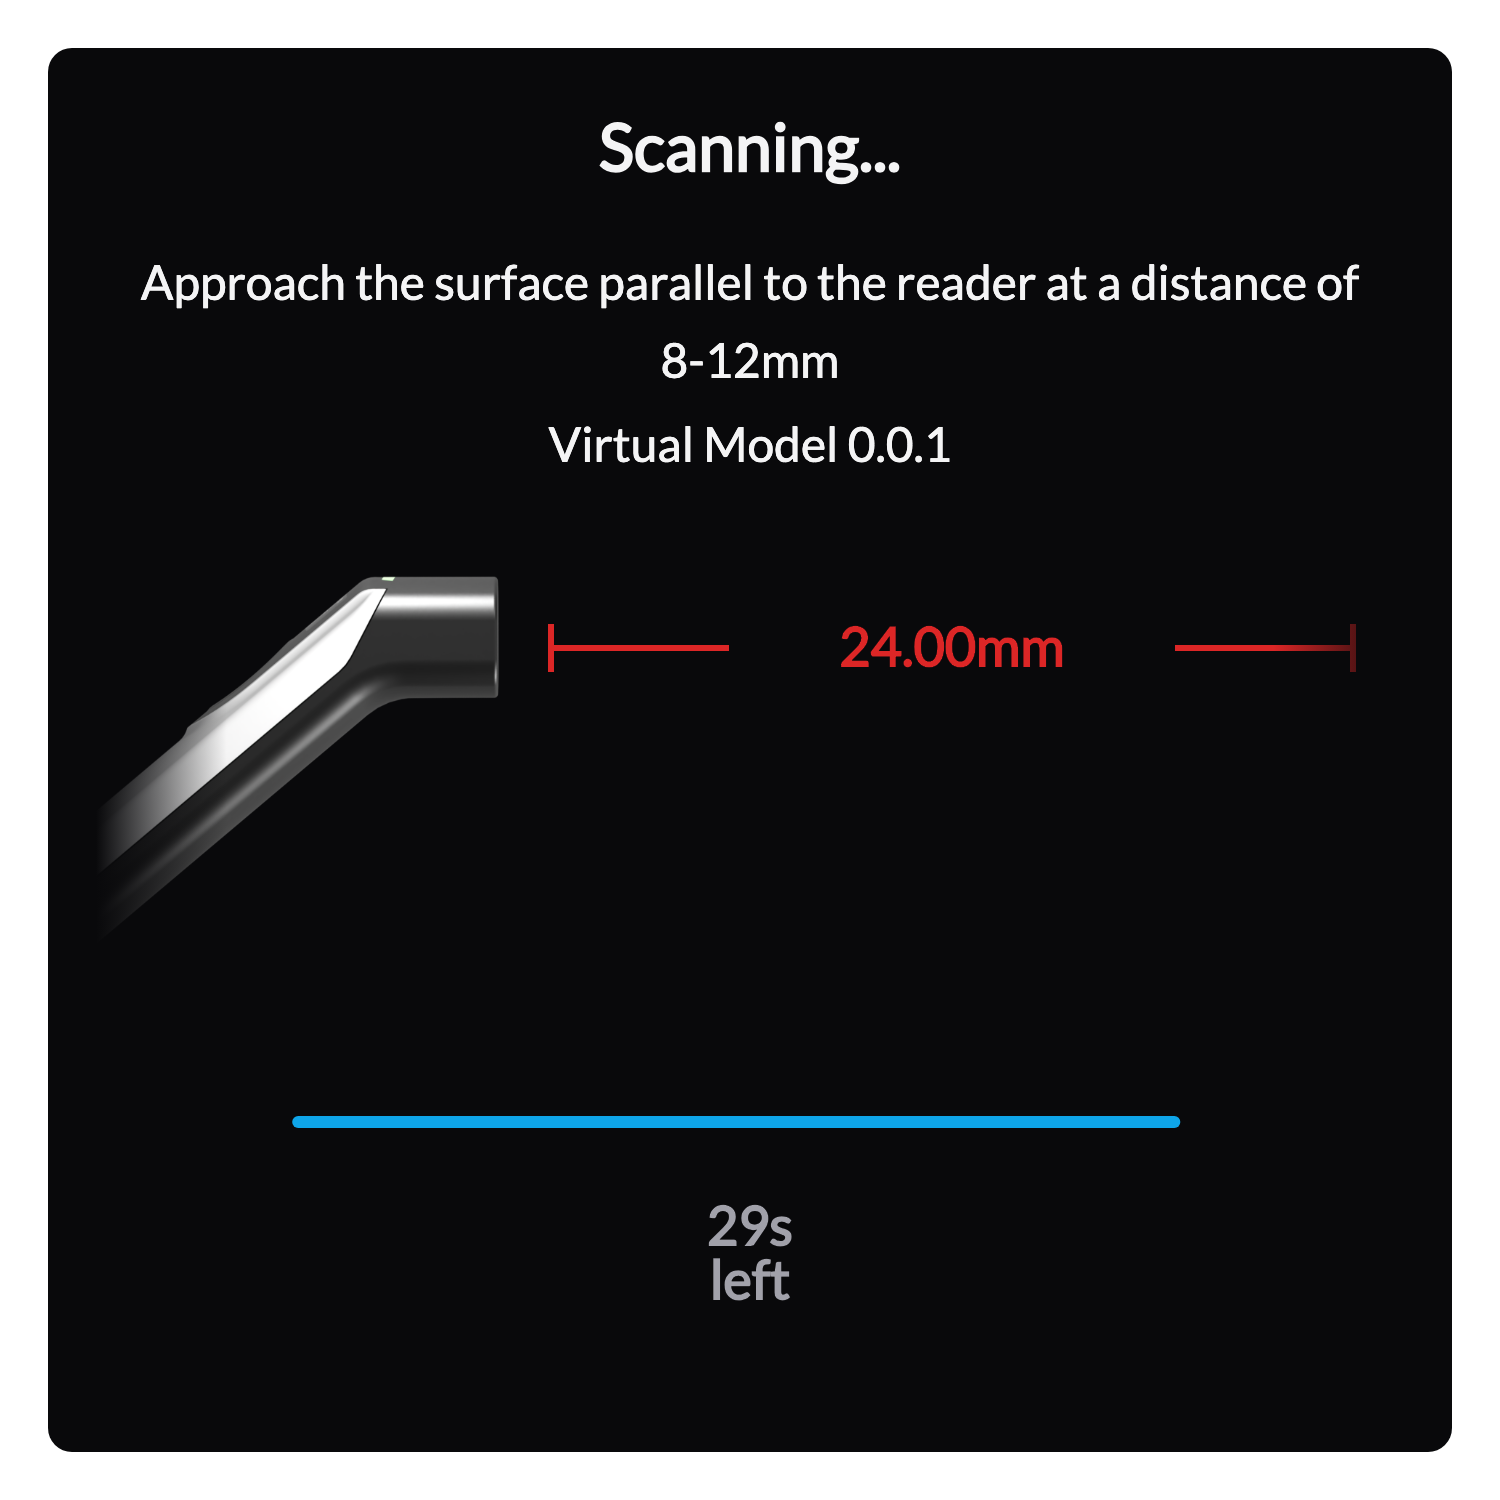 Scanning...
Approach the surface parallel to the reader at a distance of
8-12mm
Virtual Model 0.0.1
24.00mm
29s
left